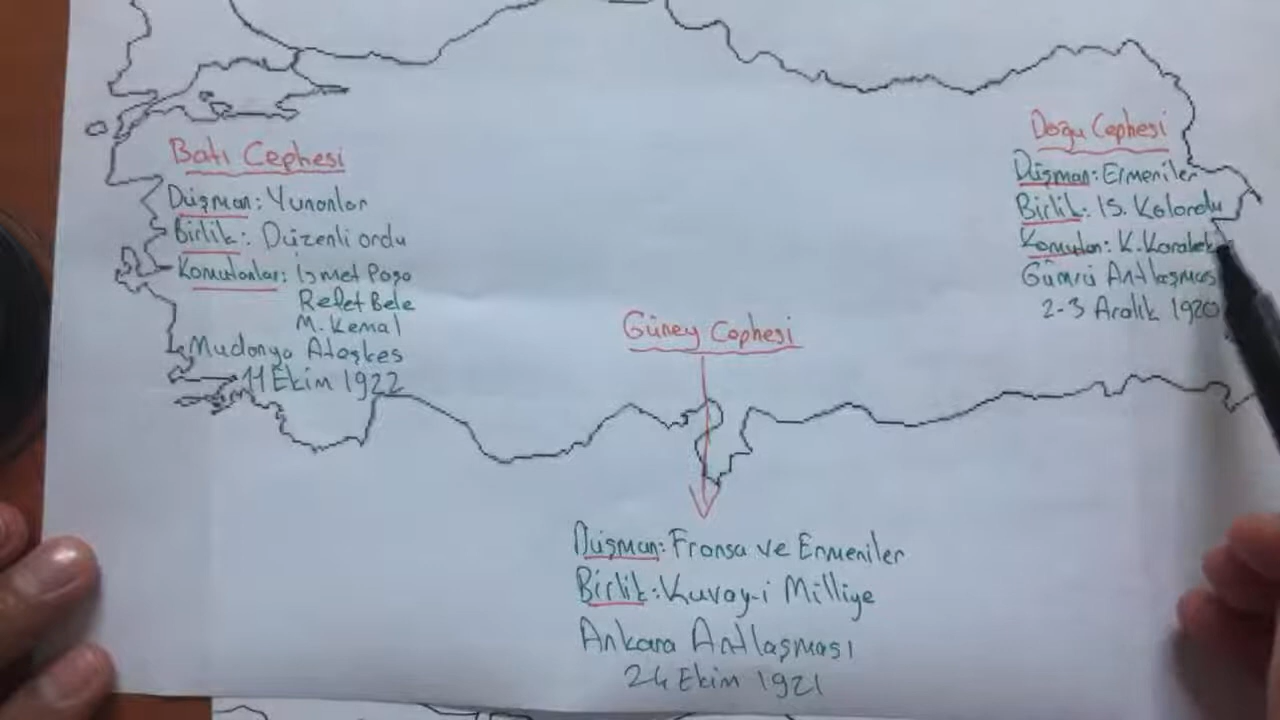 Batı Cephesi
Düşman: Yunanlar
Birlik: Düzenli ordu
Komutanlar: İsmet Paşa
Refet Bele
M. Kemal
Mudanya Ateşkes
11 Ekim 1922
Doğu Cephesi
Düşman: Ermeniler
Birlik: 15. Kolordu
Komutan: K. Karabek
Gümrü Antlaşması
2-3 Aralık 1920
Güney Cephesi
Düşman: Fransa ve Ermeniler
Birlik: Kuvay-i Milliye
Ankara Antlaşması
24 Ekim 1921